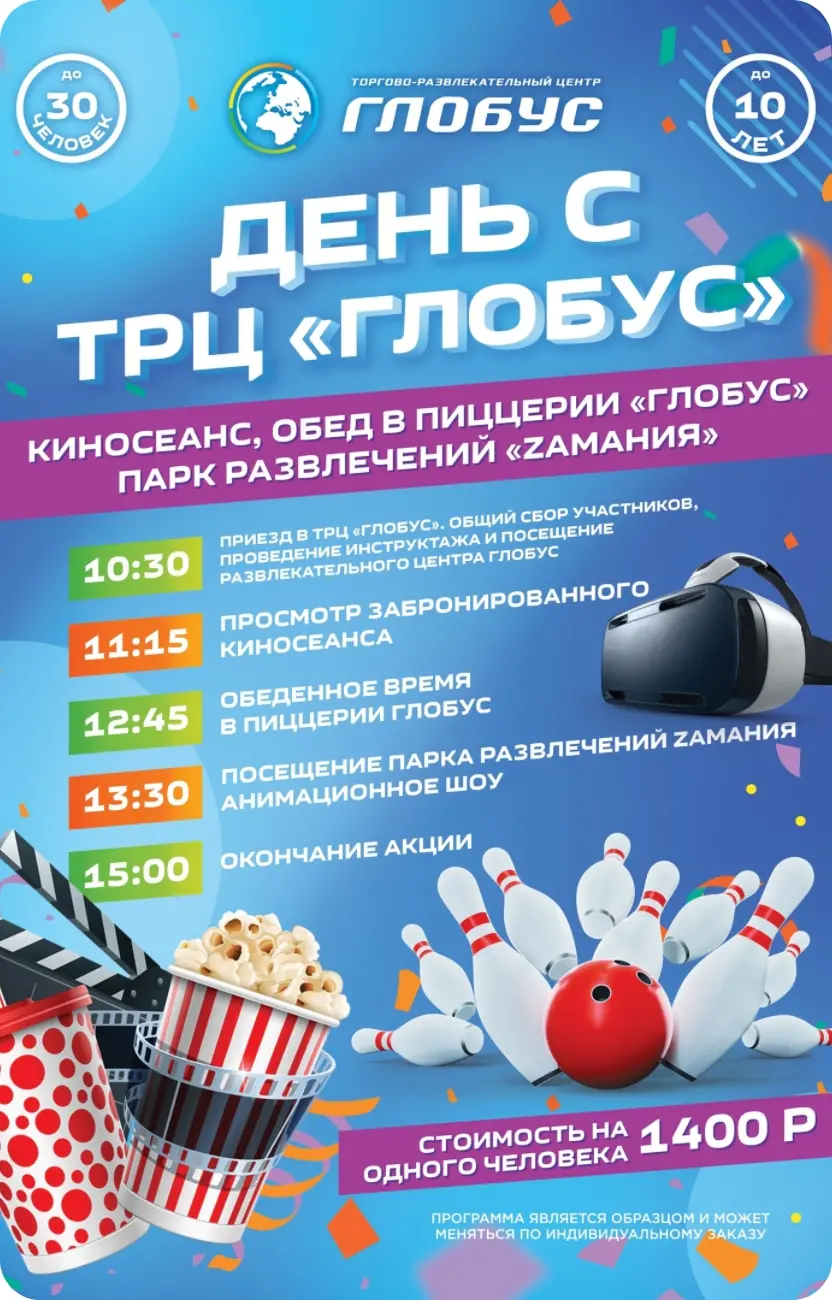 ДО
30
ЧЕЛОВЕК
ТОРГОВО-РАЗВЛЕКАТЕЛЬНЫЙ ЦЕНТР
ГЛОБУС
ДО
10
ЛЕТ
ДЕНЬ С
ТРЦ «ГЛОБУС»
КИНОСЕАНС, ОБЕД В ПИЦЦЕРИИ «ГЛОБУС»
ПАРК РАЗВЛЕЧЕНИЙ «ZАМАНИЯ»
10:30
ПРИЕЗД В ТРЦ «ГЛОБУС». ОБЩИЙ СБОР УЧАСТНИКОВ,
ПРОВЕДЕНИЕ ИНСТРУКТАЖА И ПОСЕЩЕНИЕ
РАЗВЛЕКАТЕЛЬНОГО ЦЕНТРА ГЛОБУС
11:15
ПРОСМОТР ЗАБРОНИРОВАННОГО
КИНОСЕАНСА
12:45
ОБЕДЕННОЕ ВРЕМЯ
В ПИЦЦЕРИИ ГЛОБУС
13:30
ПОСЕЩЕНИЕ ПАРКА РАЗВЛЕЧЕНИЙ ZАМАНИЯ
АНИМАЦИОННОЕ ШОУ
15:00
ОКОНЧАНИЕ АКЦИИ
СТОИМОСТЬ НА
ОДНОГО ЧЕЛОВЕКА
1400 Р
ПРОГРАММА ЯВЛЯЕТСЯ ОБРАЗЦОМ И МОЖЕТ
МЕНЯТЬСЯ ПО ИНДИВИДУАЛЬНОМУ ЗАКАЗУ